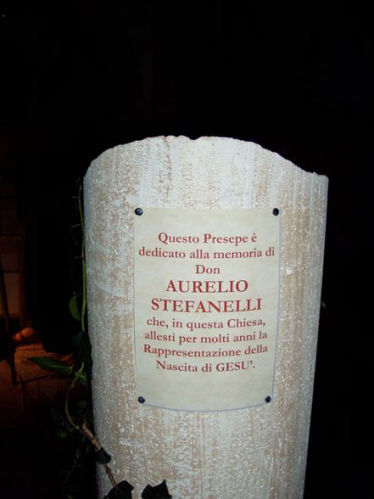 Questo Presepe è
dedicato alla memoria di
Don
AURELIO
STEFANELLI
che, in questa Chiesa,
allestì per molti anni la
Rappresentazione della
Nascita di GESU'.